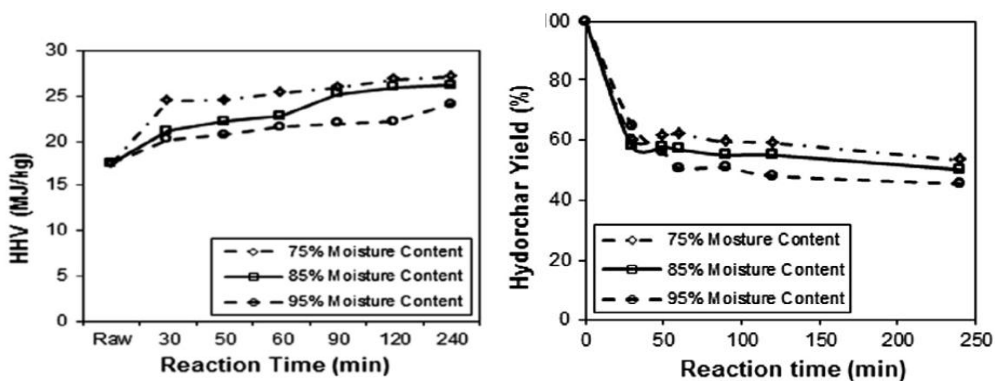 HHV (MJ/kg)
30
25
20
15
10
5
0
75% Moisture Content
85% Moisture Content
95% Moisture Content
Raw 30 50 60 90 120 240
Reaction Time (min)
Hydorchar Yield (%)
100
80
60
40
20
0
75% Mosture Content
85% Moisture Content
95% Moisture Content
0 50 100 150 200 250
Reaction time (min)